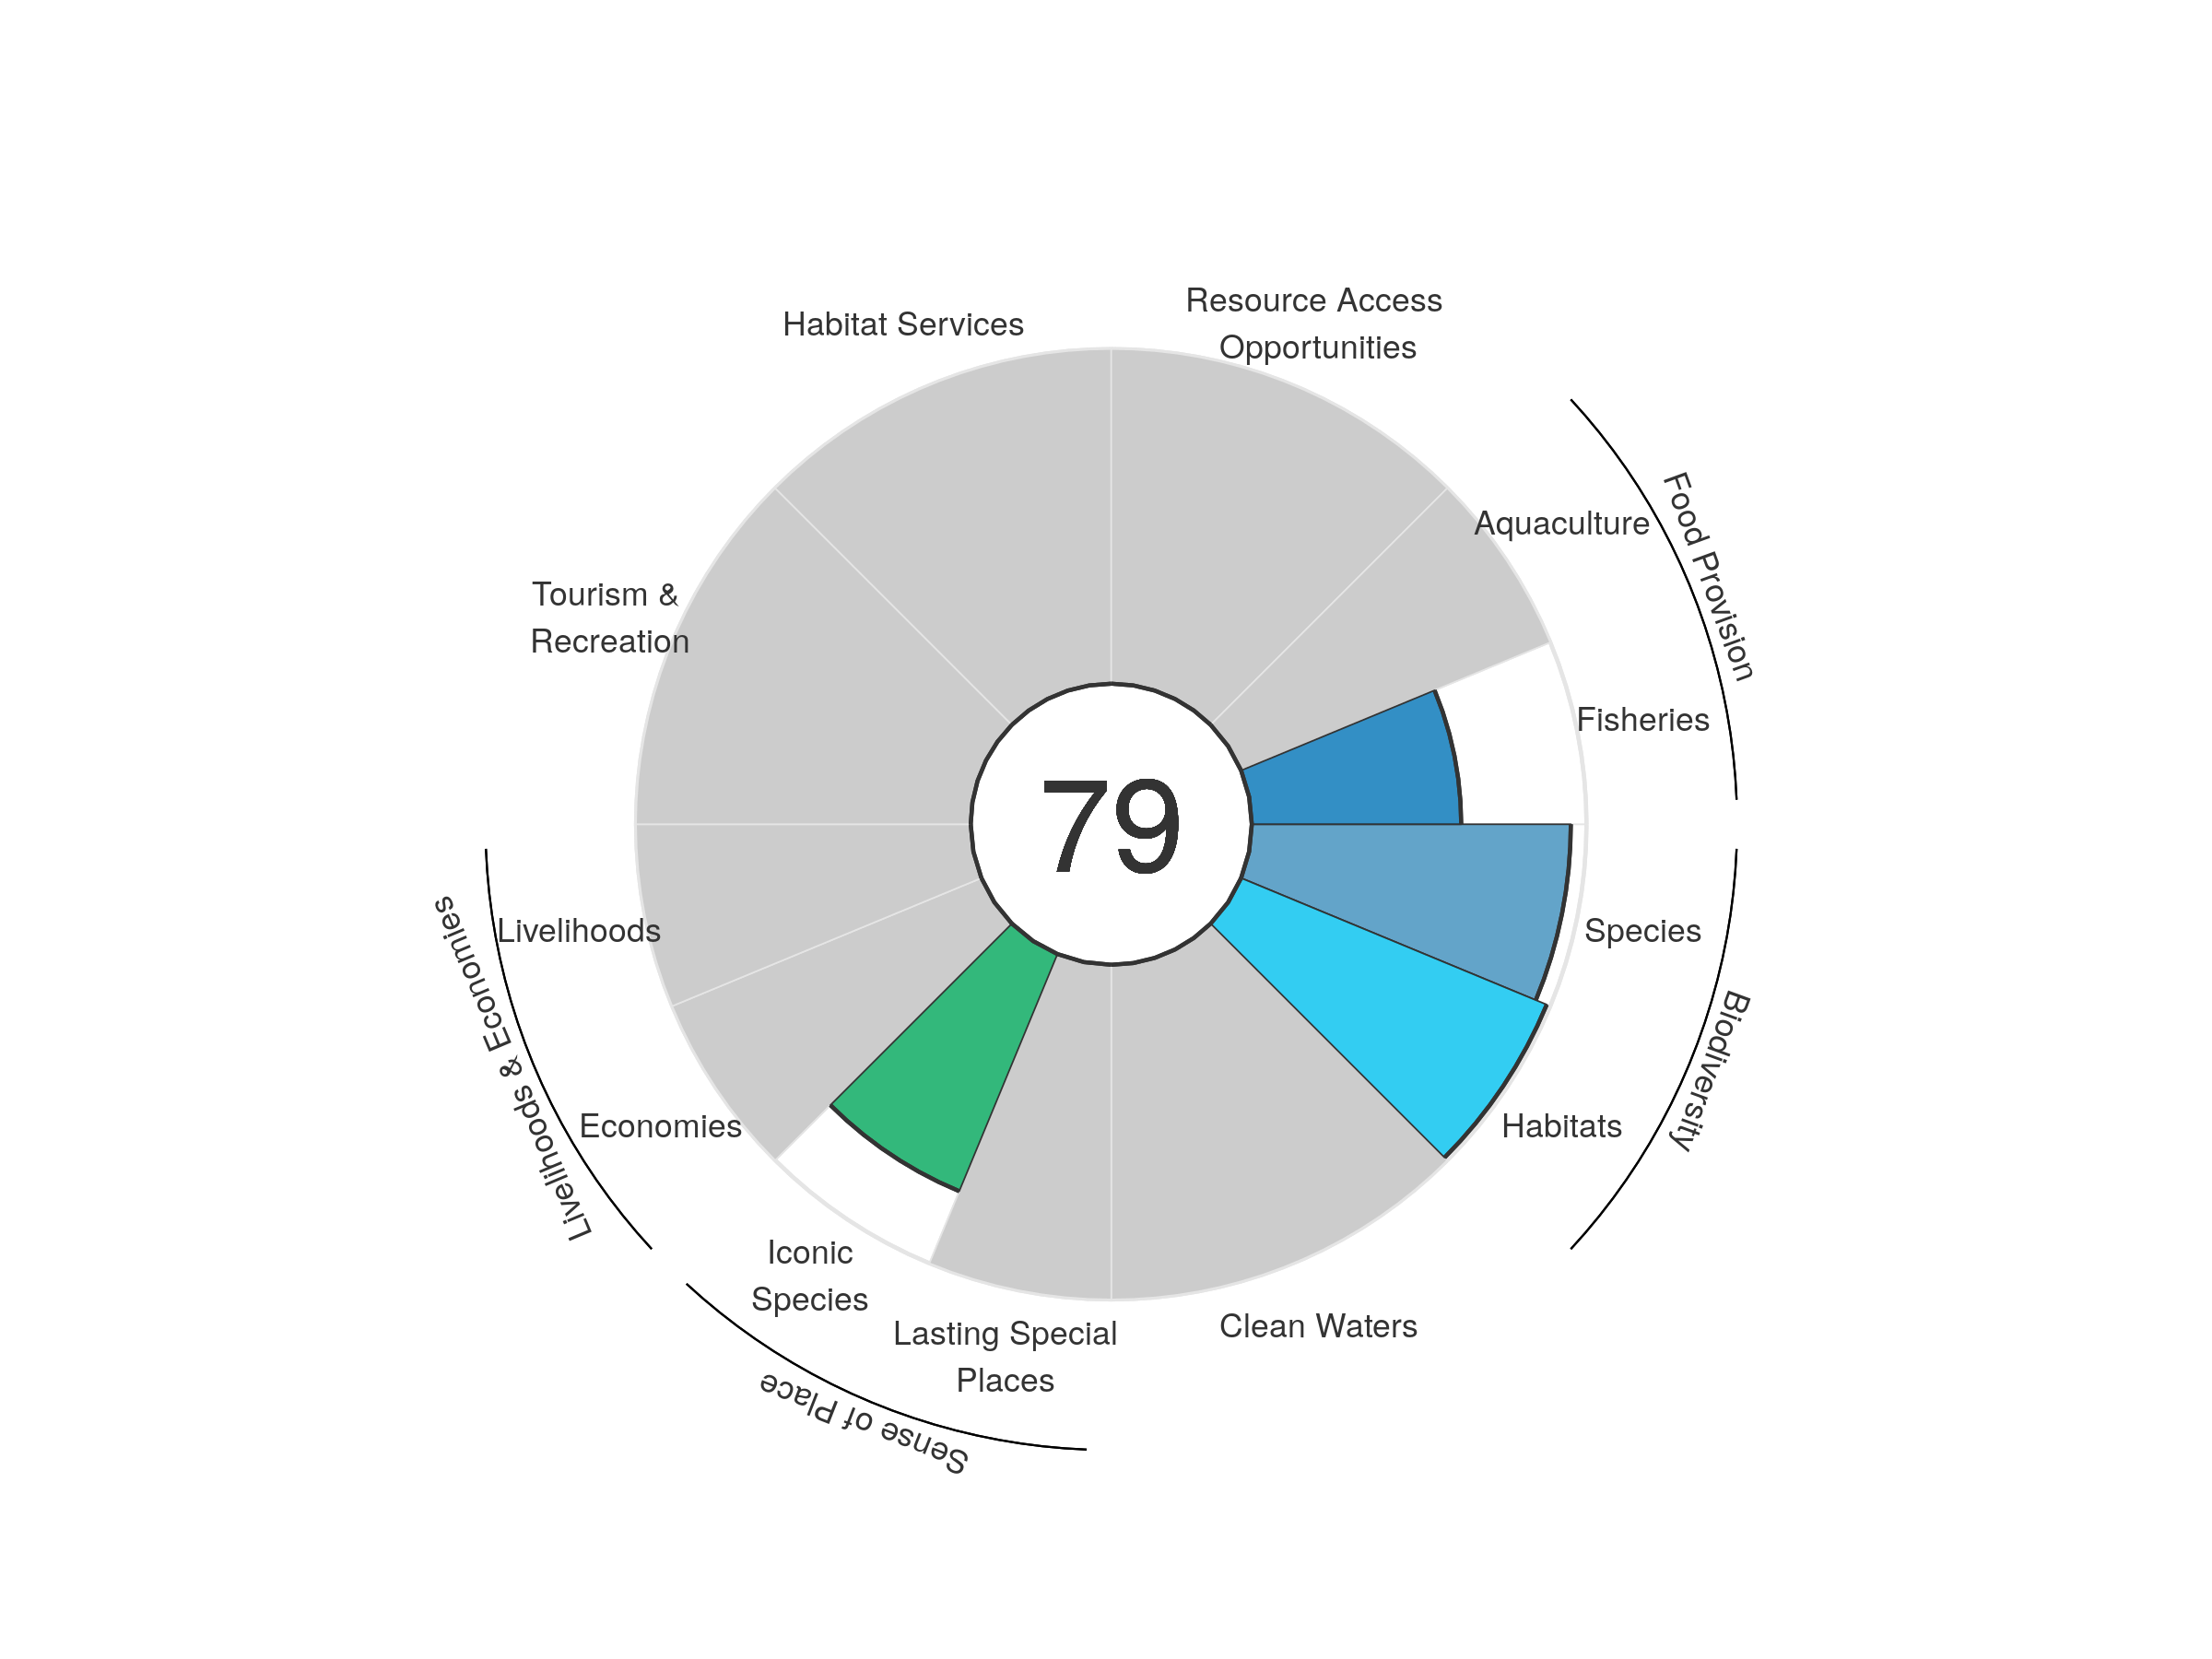 Resource Access
Opportunities
Habitat Services
Aquaculture
Food Provision
Tourism &
Recreation
Fisheries
79
Livelihoods
Species
Livelihoods & Economies
Biodiversity
Economies
Habitats
Iconic
Species
Lasting Special
Places
Clean Waters
Sense of Place